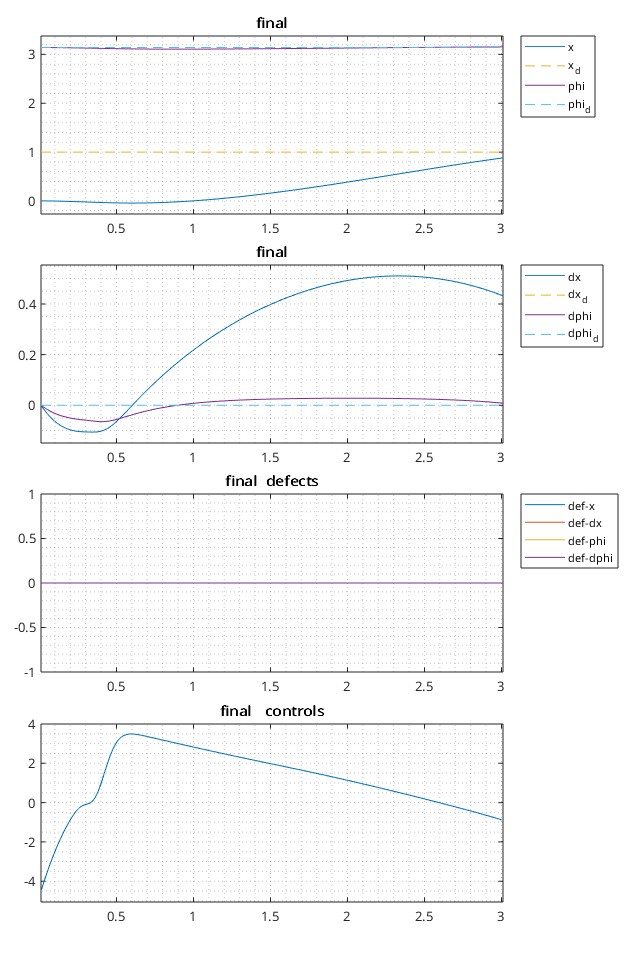 final
3
2
1
0
0.5 1 1.5 2 2.5 3
x
x_d
phi
phi_d
final
0.4
0.2
0
0.5 1 1.5 2 2.5 3
dx
dx_d
dphi
dphi_d
final defects
1
0.5
0
-0.5
-1
0.5 1 1.5 2 2.5 3
def-x
def-dx
def-phi
def-dphi
final controls
4
2
0
-2
-4
0.5 1 1.5 2 2.5 3